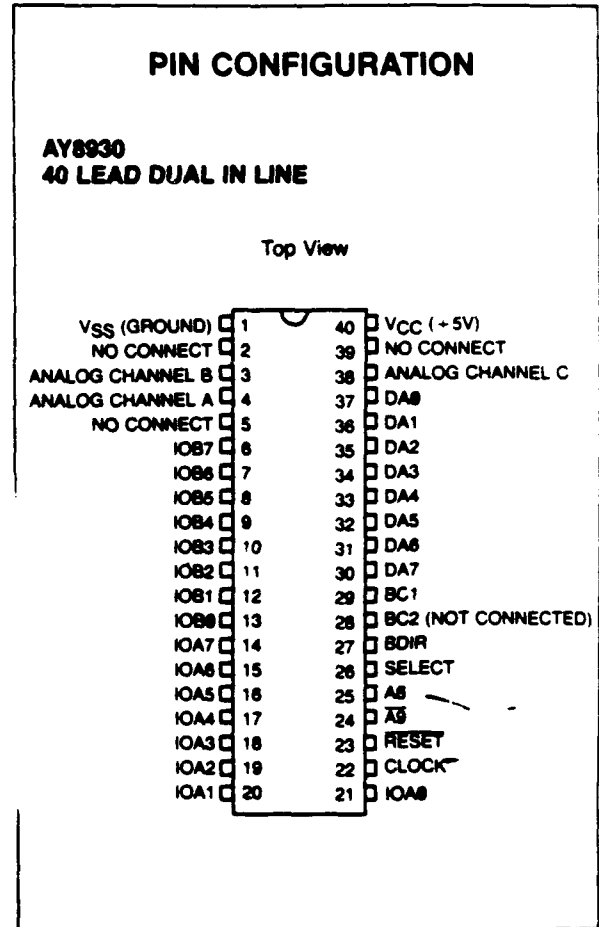 PIN CONFIGURATION
AY8930
40 LEAD DUAL IN LINE
Top View
VSS (GROUND) 1 40 VCC (+5V)
NO CONNECT 2 39 NO CONNECT
ANALOG CHANNEL B 3 38 ANALOG CHANNEL C
ANALOG CHANNEL A 4 37 DA0
NO CONNECT 5 36 DA1
IOB7 6 35 DA2
IOB6 7 34 DA3
IOB5 8 33 DA4
IOB4 9 32 DA5
IOB3 10 31 DA6
IOB2 11 30 DA7
IOB1 12 29 BC1
IOB0 13 28 BC2 (NOT CONNECTED)
IOA7 14 27 BDIR
IOA6 15 26 SELECT
IOA5 16 25 A8
IOA4 17 24 A̅9̅
IOA3 18 23 R̅E̅S̅E̅T̅
IOA2 19 22 CLOCK
IOA1 20 21 IOA0